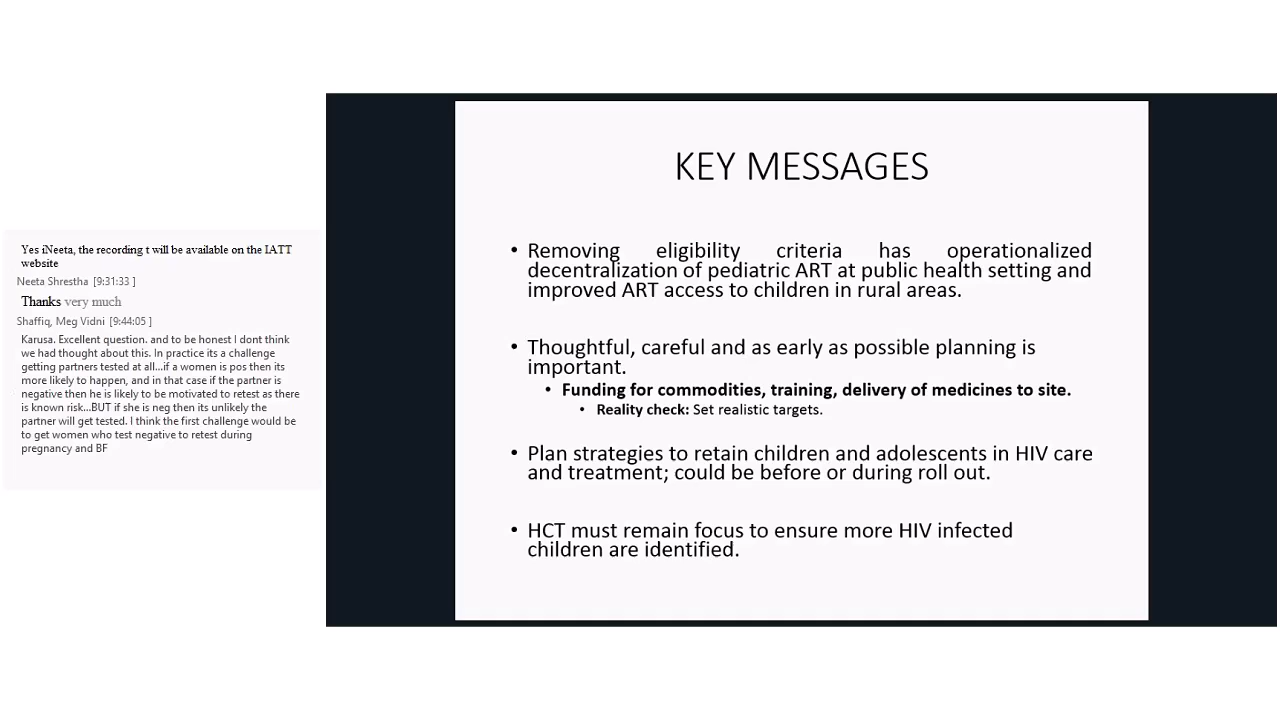 Yes iNeeta, the recording t will be available on the IATT
website
Neeta Shrestha [9:31:33 ]
Thanks very much
Shaffiq, Meg Vidni [9:44:05 ]
Karusa. Excellent question. and to be honest I dont think
we had thought about this. In practice its a challenge
getting partners tested at all...if a women is pos then its
more likely to happen, and in that case if the partner is
negative then he is likely to be motivated to retest as there
is known risk...BUT if she is neg then its unlikely the
partner will get tested. I think the first challenge would be
to get women who test negative to retest during
pregnancy and BF
KEY MESSAGES
• Removing eligibility criteria has operationalized
decentralization of pediatric ART at public health setting and
improved ART access to children in rural areas.
• Thoughtful, careful and as early as possible planning is
important.
• Funding for commodities, training, delivery of medicines to site.
• Reality check: Set realistic targets.
• Plan strategies to retain children and adolescents in HIV care
and treatment; could be before or during roll out.
• HCT must remain focus to ensure more HIV infected
children are identified.